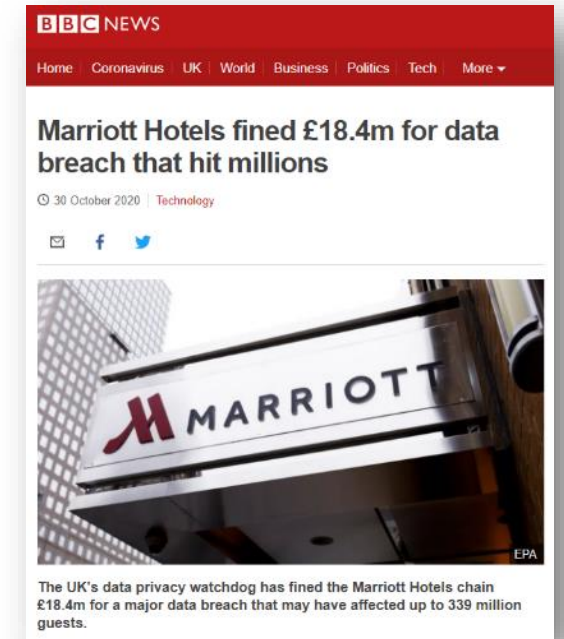 BBC NEWS
Home Coronavirus UK World Business Politics Tech More
Marriott Hotels fined £18.4m for data
breach that hit millions
30 October 2020 Technology
MARRIOTT
EPA
The UK's data privacy watchdog has fined the Marriott Hotels chain
£18.4m for a major data breach that may have affected up to 339 million
guests.